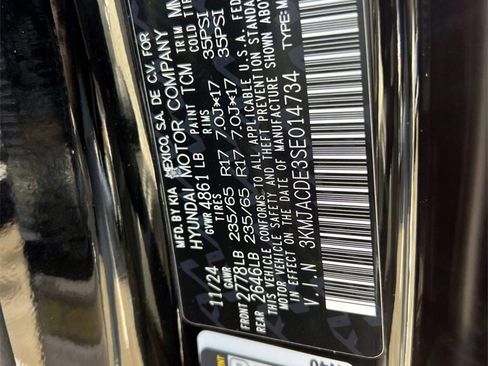 MFD. BY KIA MEXICO, S.A. DE C.V. FOR
HYUNDAI MOTOR COMPANY
11/24 GVWR 4861 LB PAINT TCM TRIM MM
GAWR TIRES RIMS COLD
FRONT 2778LB 235/65 R17 7.0J×17 35PSI
REAR 2646LB 235/65 R17 7.0J×17 35PSI
THIS VEHICLE CONFORMS TO ALL APPLICABLE U.S.A. FED
MOTOR VEHICLE SAFETY AND THEFT PREVENTION STANDA
IN EFFECT ON THE DATE OF MANUFACTURE
V.I.N 3KMJACDE3SE014734 TYPE:M